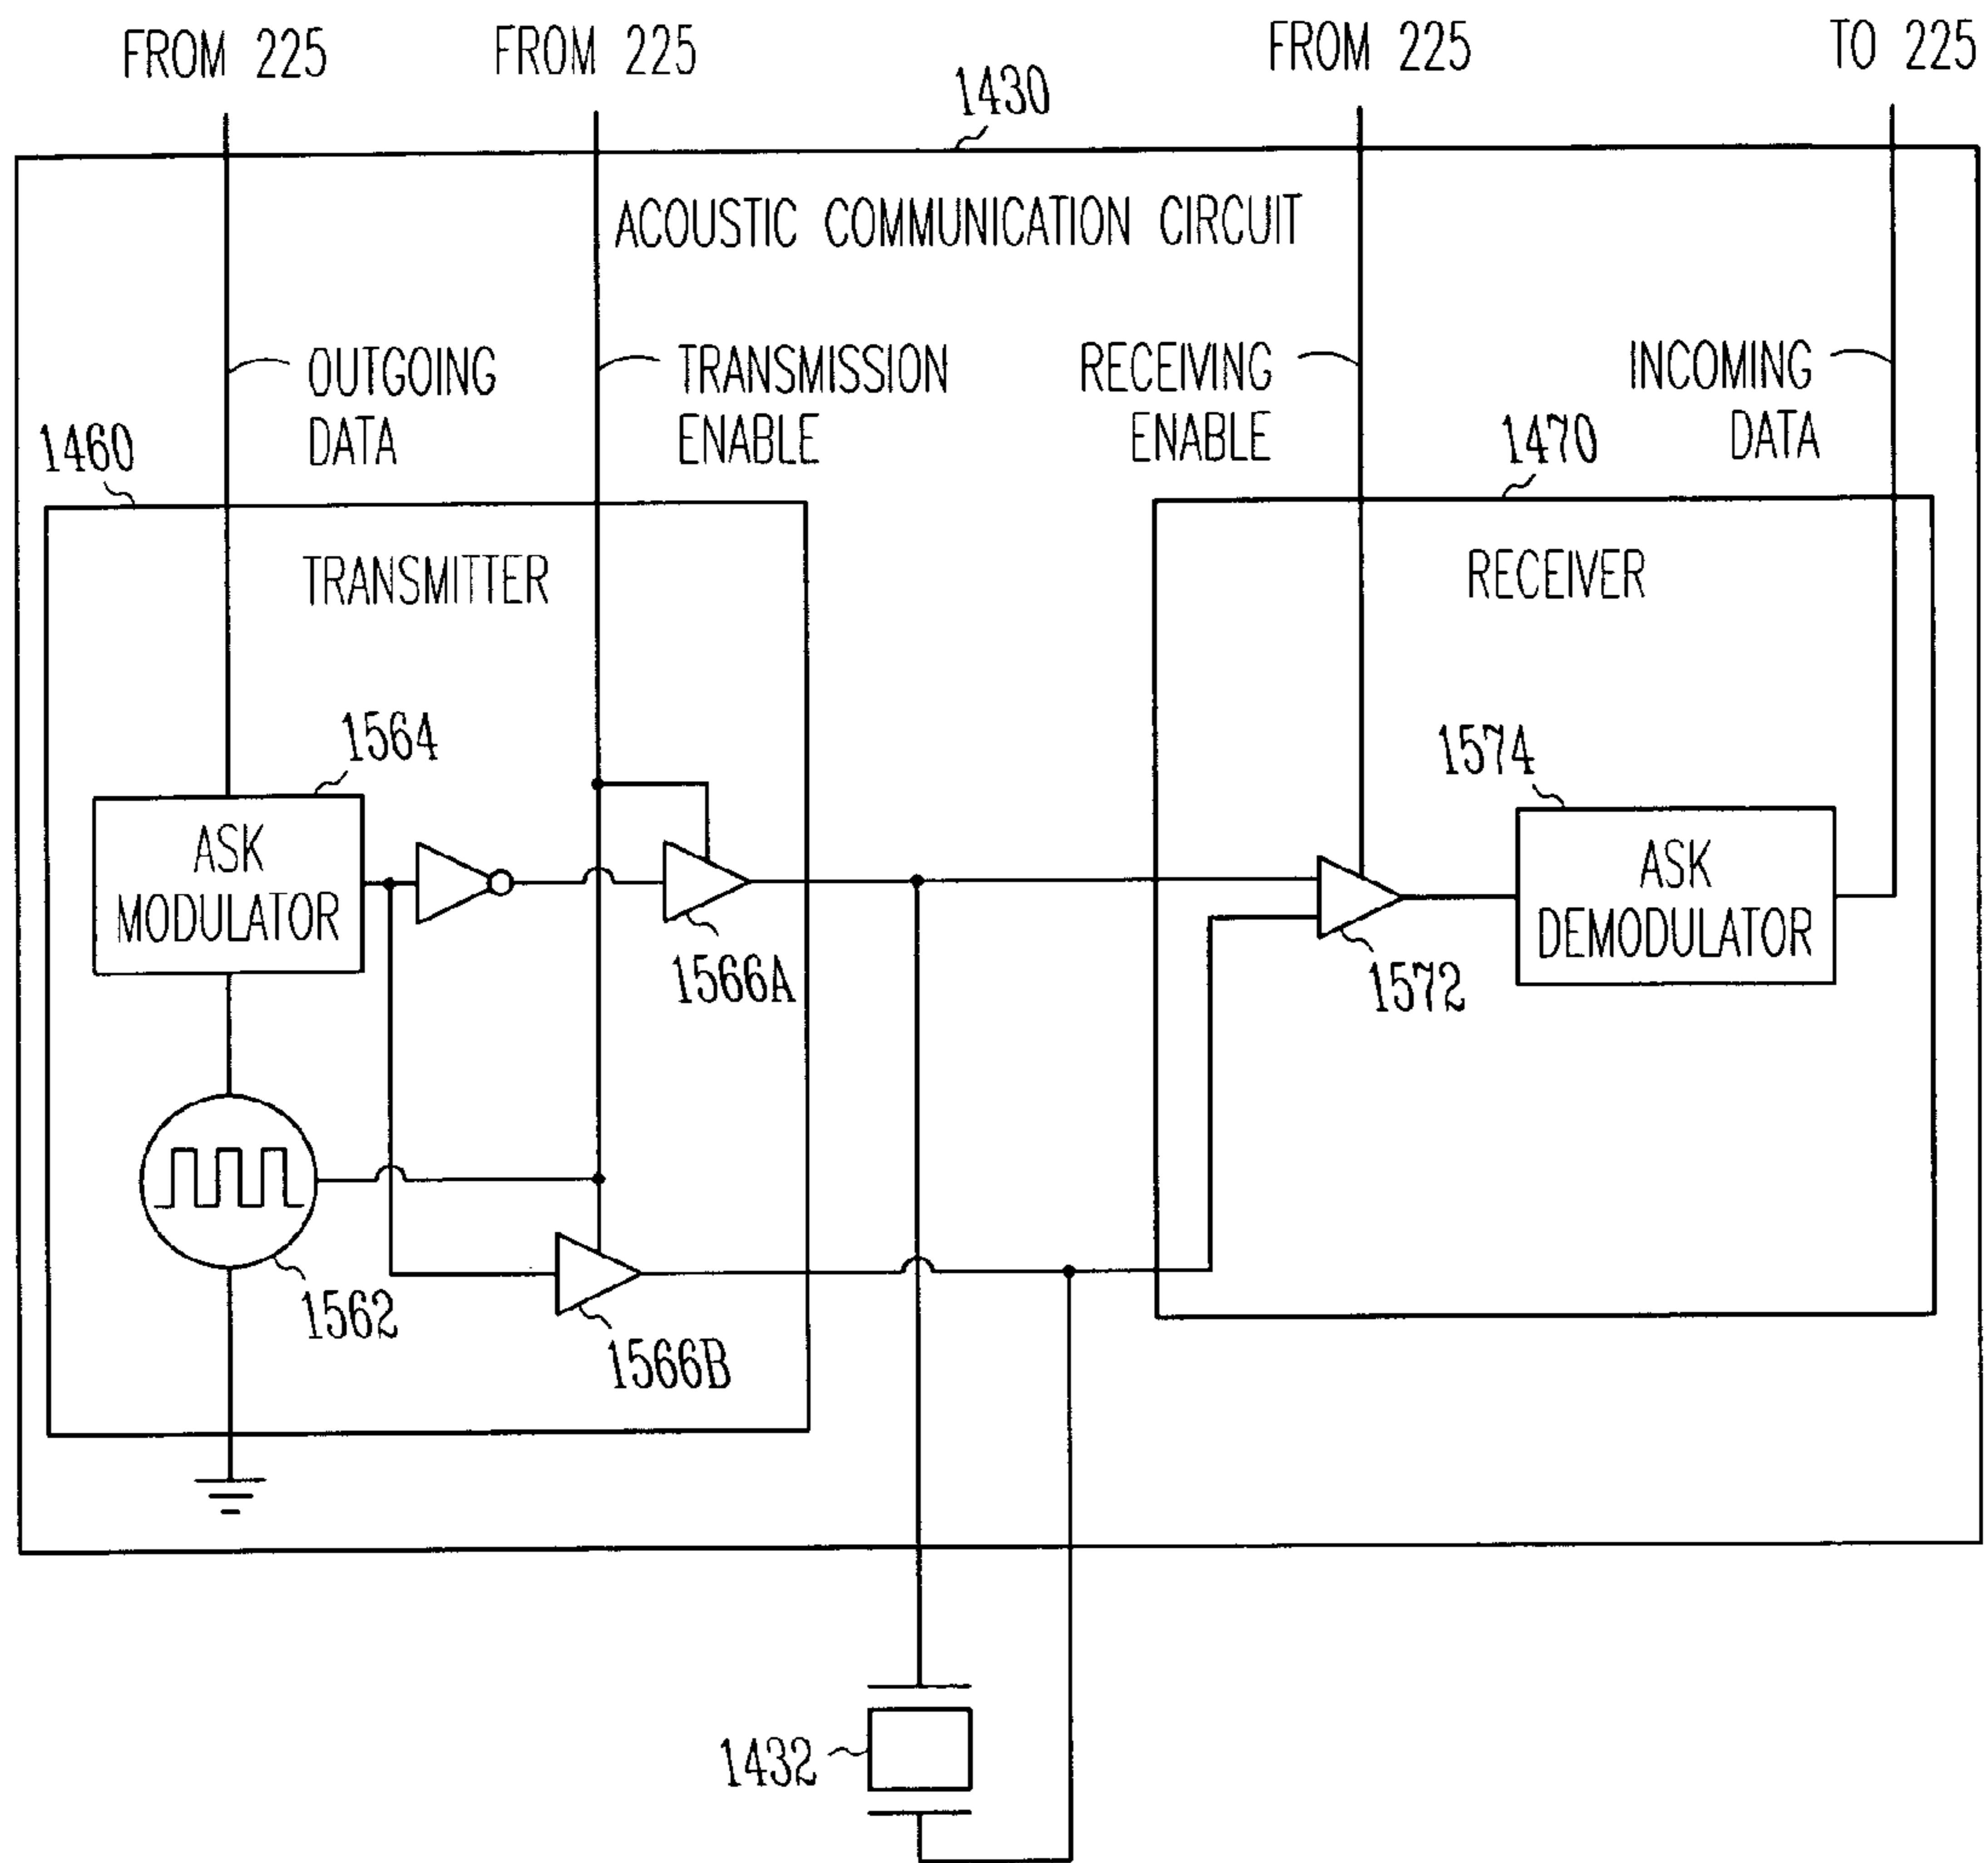 FROM 225
FROM 225
FROM 225
TO 225
1430
ACOUSTIC COMMUNICATION CIRCUIT
OUTGOING
DATA
TRANSMISSION
ENABLE
RECEIVING
ENABLE
INCOMING
DATA
1460
1470
TRANSMITTER
RECEIVER
1564
1574
ASK
MODULATOR
ASK
DEMODULATOR
1566A
1572
1562
1566B
1432